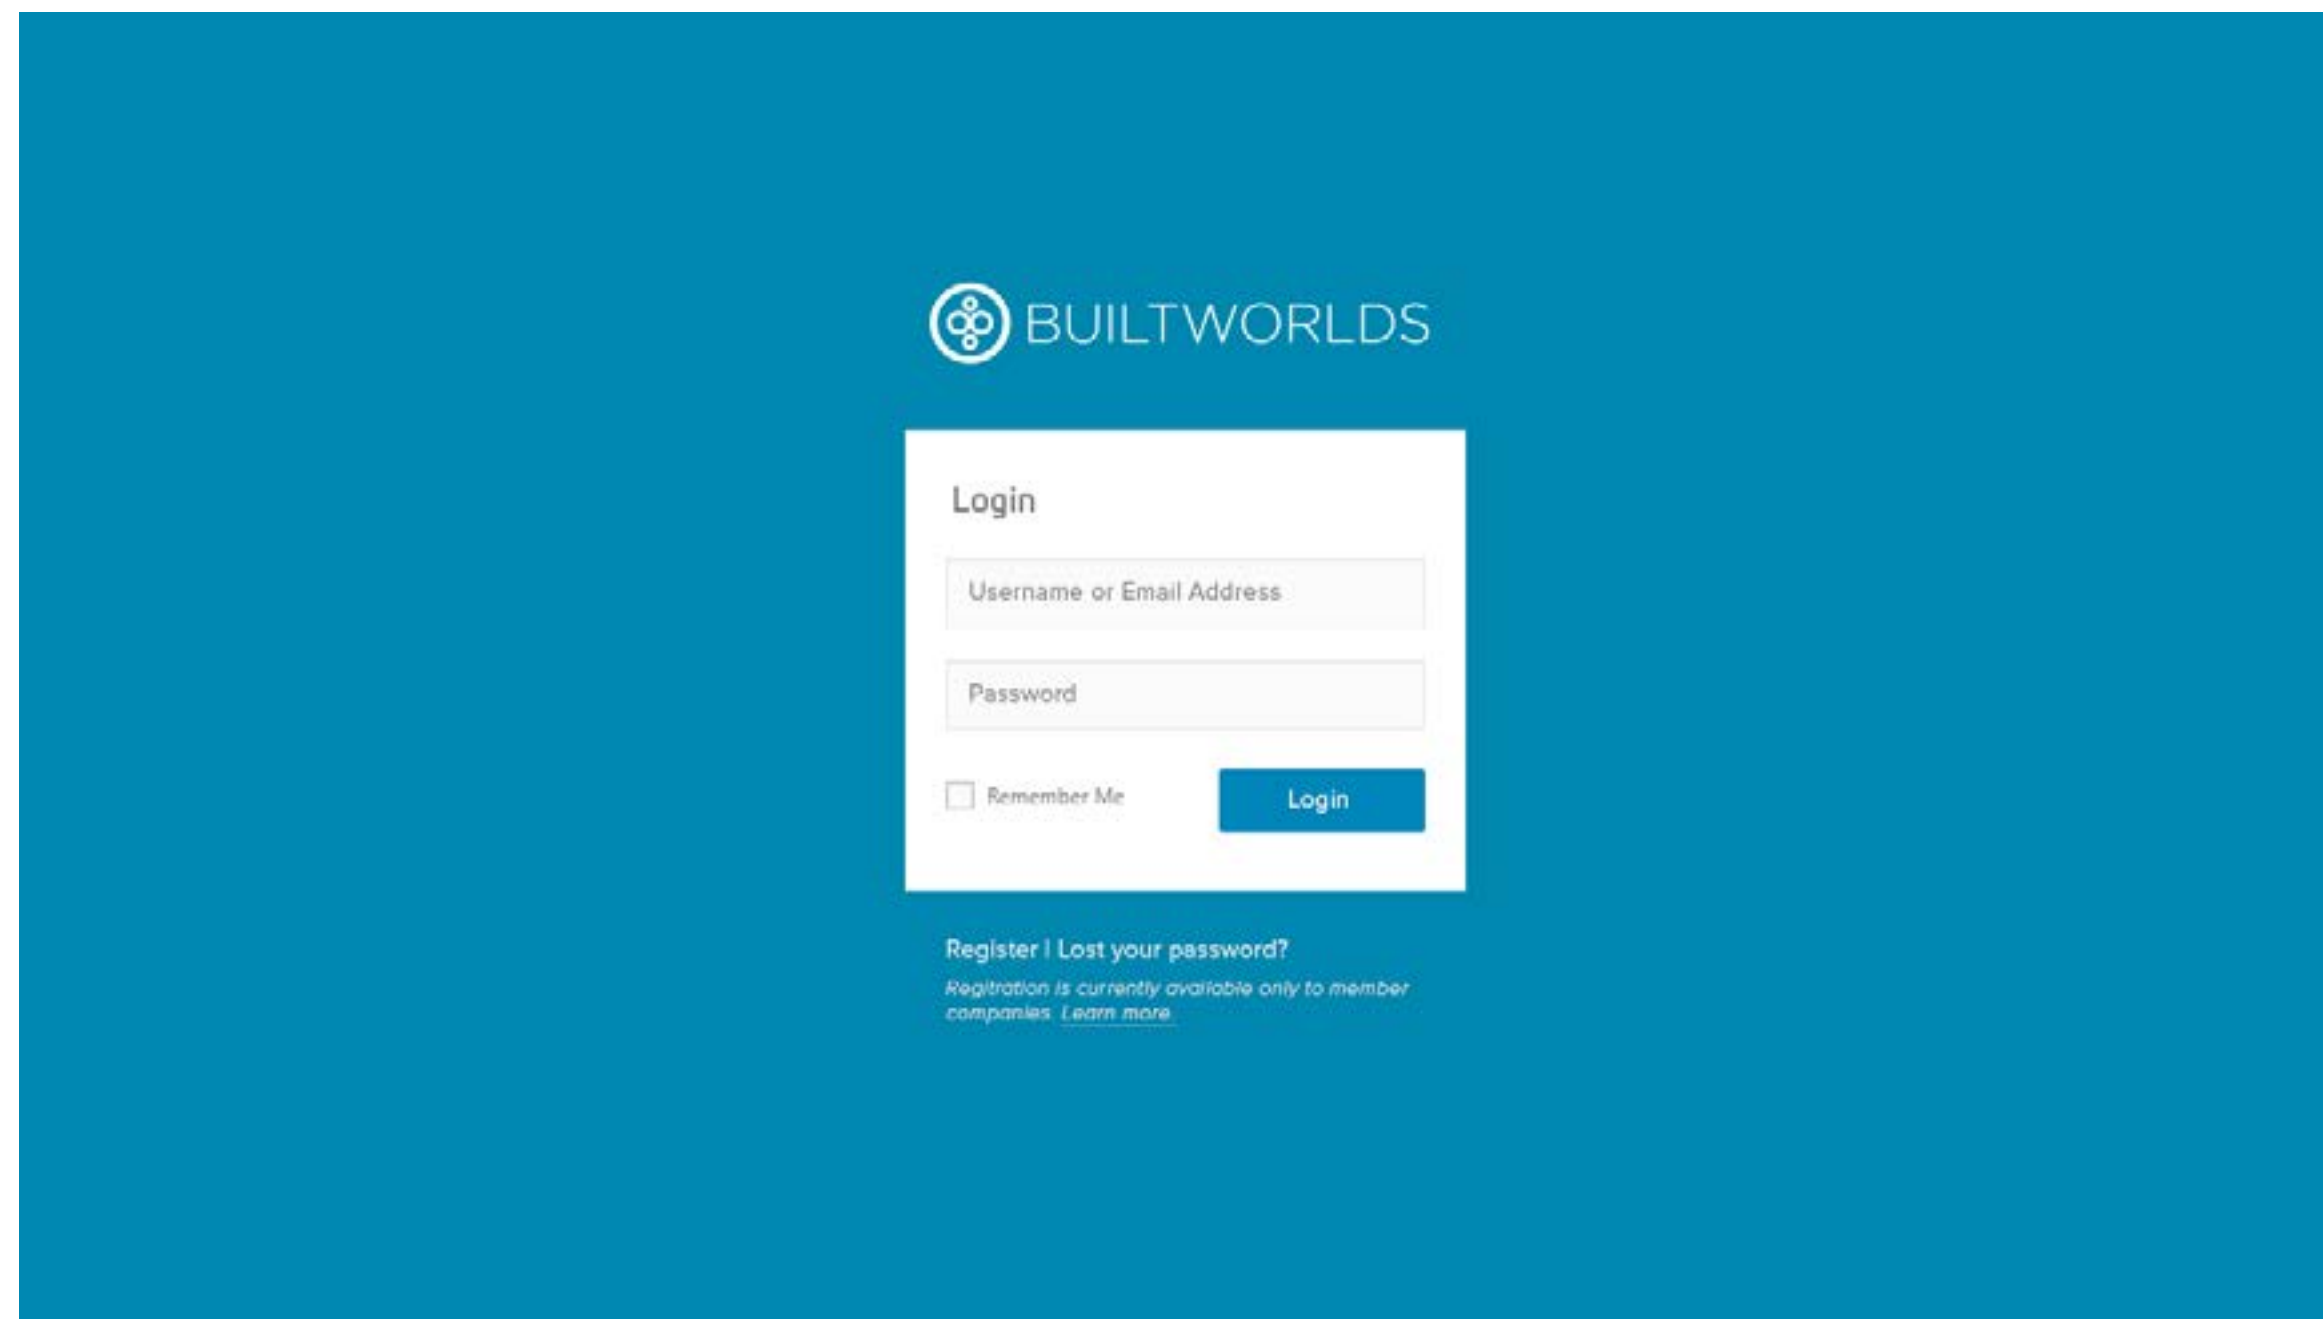 BUILTWORLDS
Login
Username or Email Address
Password
Remember Me
Login
Register | Lost your password?
Regitration is currently available only to member
companies. Learn more.